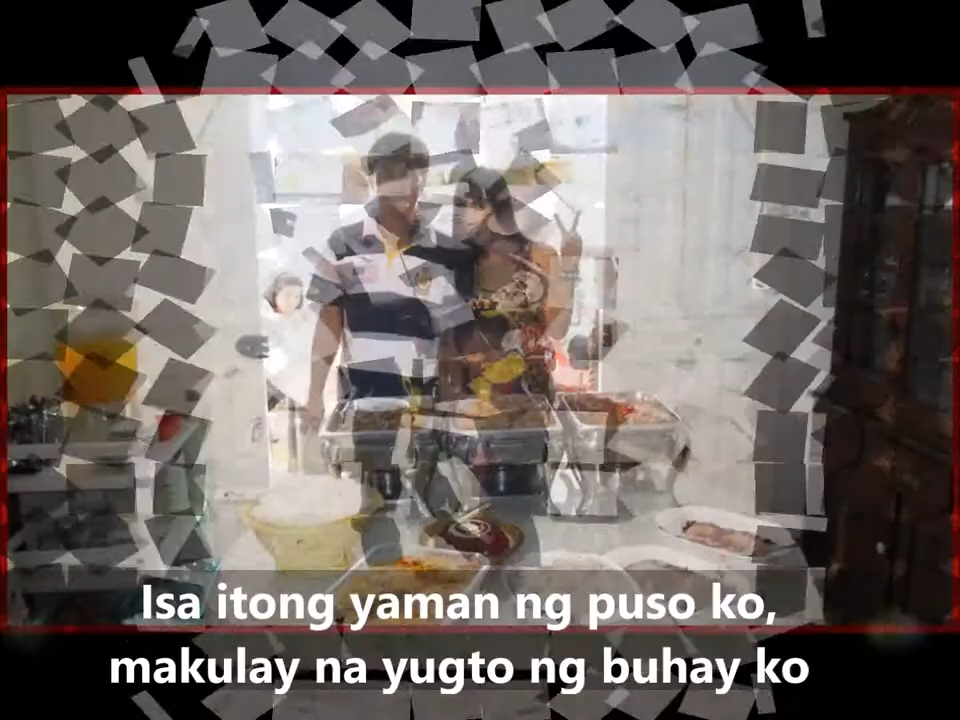 Isa itong yaman ng puso ko,
makulay na yugto ng buhay ko